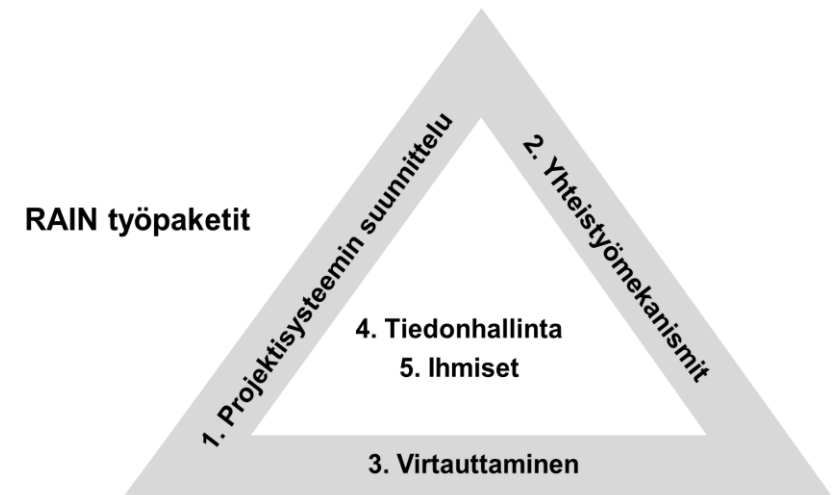 RAIN työpaketit
1. Projektisysteemin suunnittelu
2. Yhteistyömekanismit
4. Tiedonhallinta
5. Ihmiset
3. Virtauttaminen